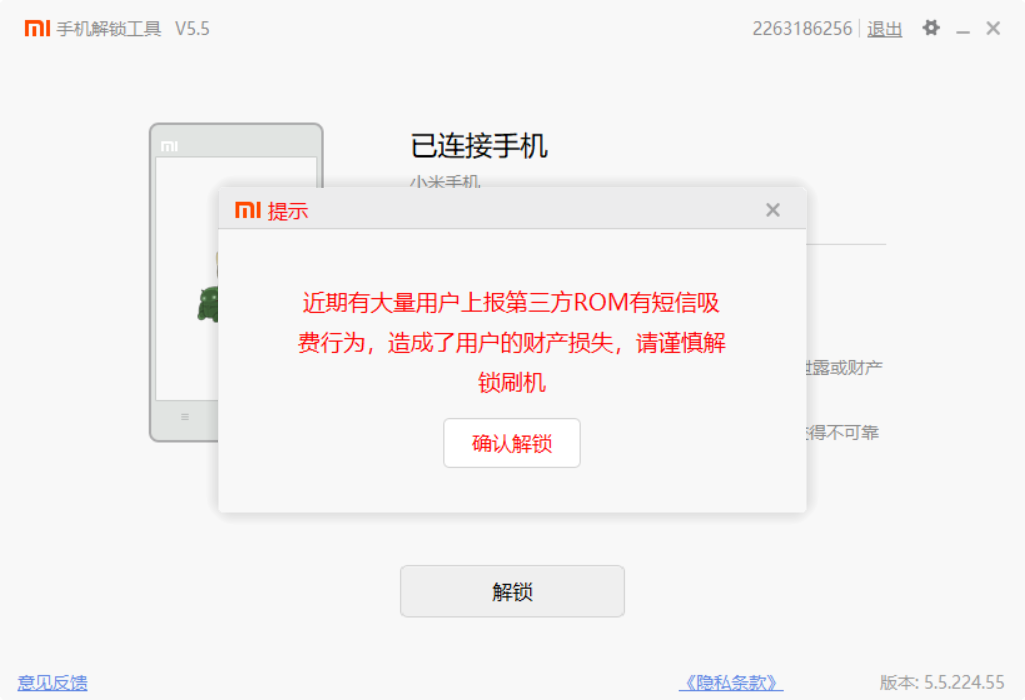 mi 手机解锁工具 V5.5
2263186256 退出
mi
已连接手机
小米手机
mi 提示
近期有大量用户上报第三方ROM有短信吸
费行为，造成了用户的财产损失，请谨慎解
锁刷机
确认解锁
露或财产
得不可靠
解锁
意见反馈
《隐私条款》
版本: 5.5.224.55